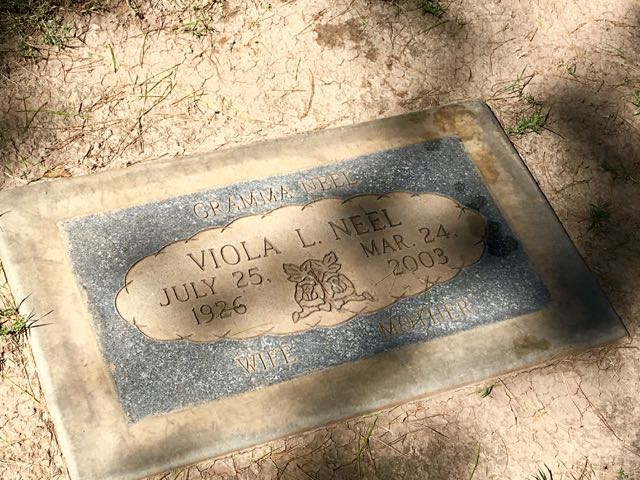 GRAMMA NEEL
VIOLA L. NEEL
JULY 25, MAR. 24,
1926 2003
WIFE MOTHER